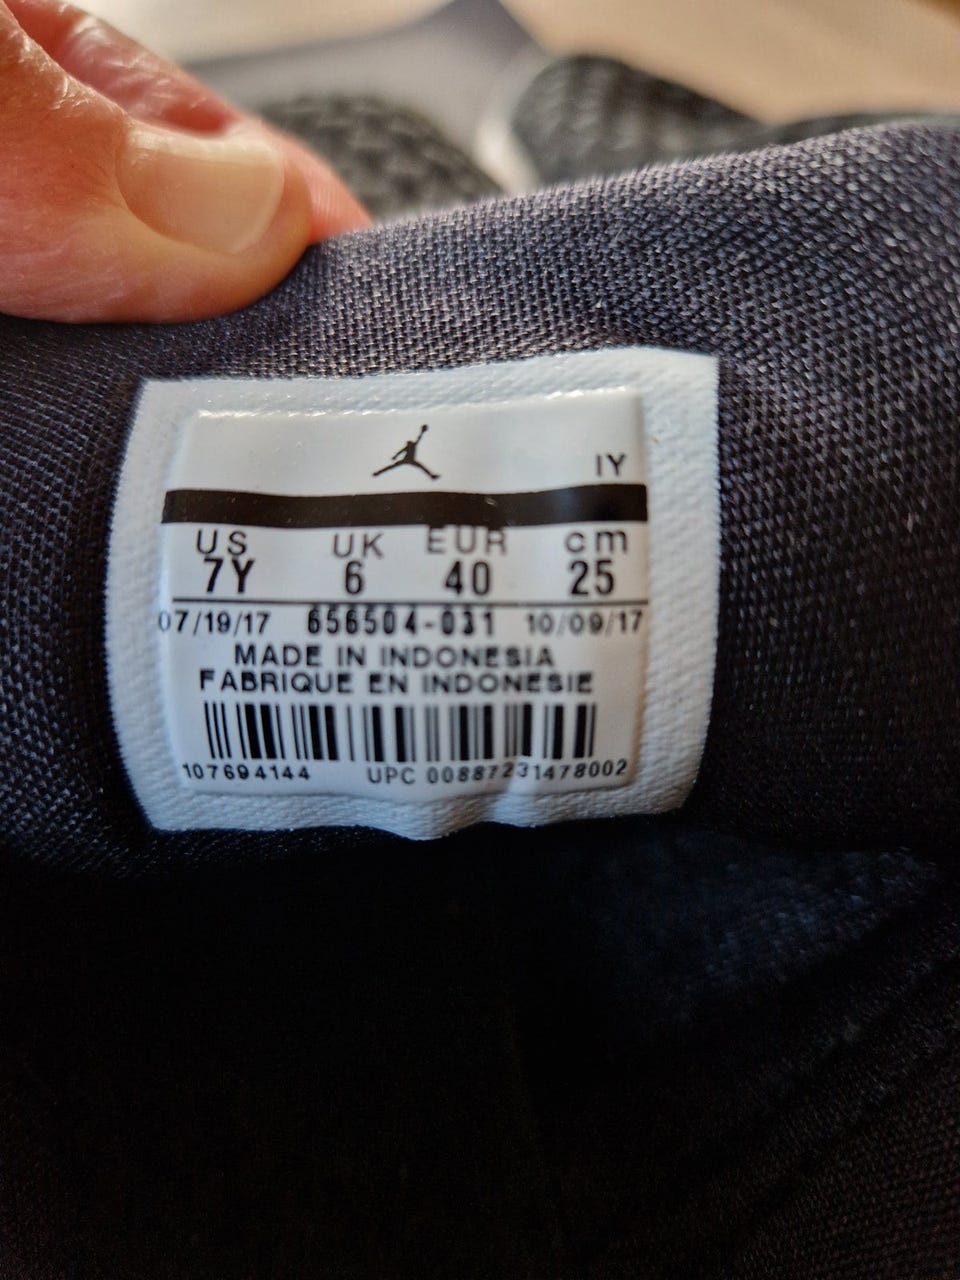 IY
US UK EUR cm
7Y 6 40 25
07/19/17 656504-031 10/09/17
MADE IN INDONESIA
FABRIQUE EN INDONESIE
107694144 UPC 00887231478002